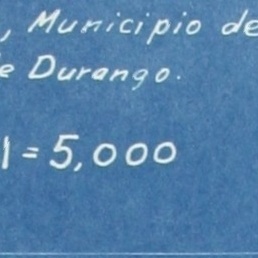 , Municipio de
e Durango.
1 = 5,000